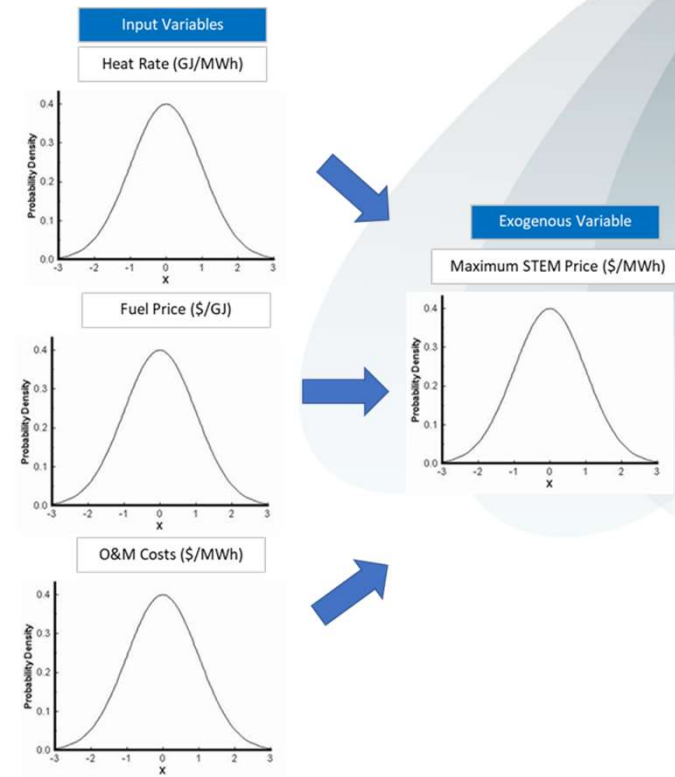 Input Variables
Heat Rate (GJ/MWh)
Probability Density
0.4
0.3
0.2
0.1
0.0
-3 -2 -1 0 1 2 3
X
Fuel Price ($/GJ)
Probability Density
0.4
0.3
0.2
0.1
0.0
-3 -2 -1 0 1 2 3
X
O&M Costs ($/MWh)
Probability Density
0.4
0.3
0.2
0.1
0.0
-3 -2 -1 0 1 2 3
X
Exogenous Variable
Maximum STEM Price ($/MWh)
Probability Density
0.4
0.3
0.2
0.1
0.0
-3 -2 -1 0 1 2 3
X